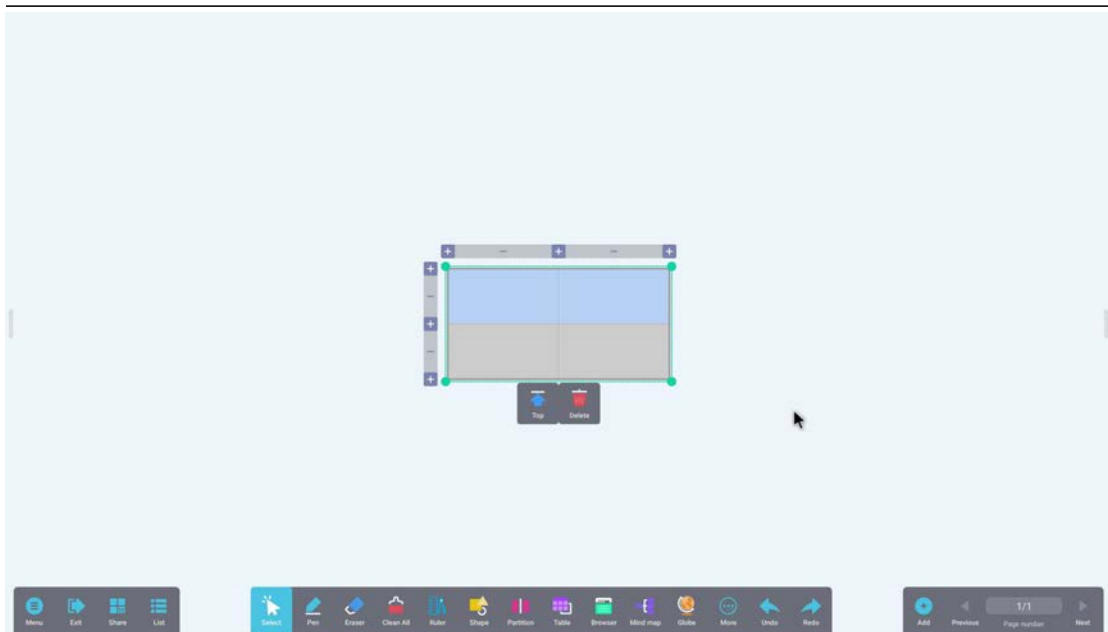 Top Delete
Menu Exit Share List Select Pen Eraser Clean All Ruler Shape Partition Table Browser Mind map Globe More Undo Redo Add Previous 1/1 Page number Next